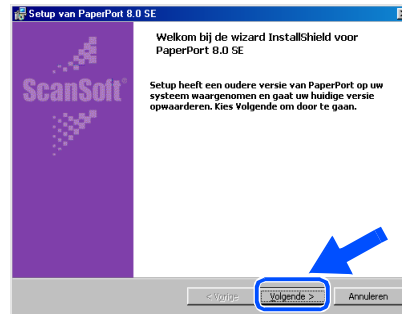 Setup van PaperPort 8.0 SE
Welkom bij de wizard InstallShield voor
PaperPort 8.0 SE
ScanSoft®
Setup heeft een oudere versie van PaperPort op uw
systeem waargenomen en gaat uw huidige versie
opwaarderen. Kies Volgende om door te gaan.
< Vorige
Volgende >
Annuleren